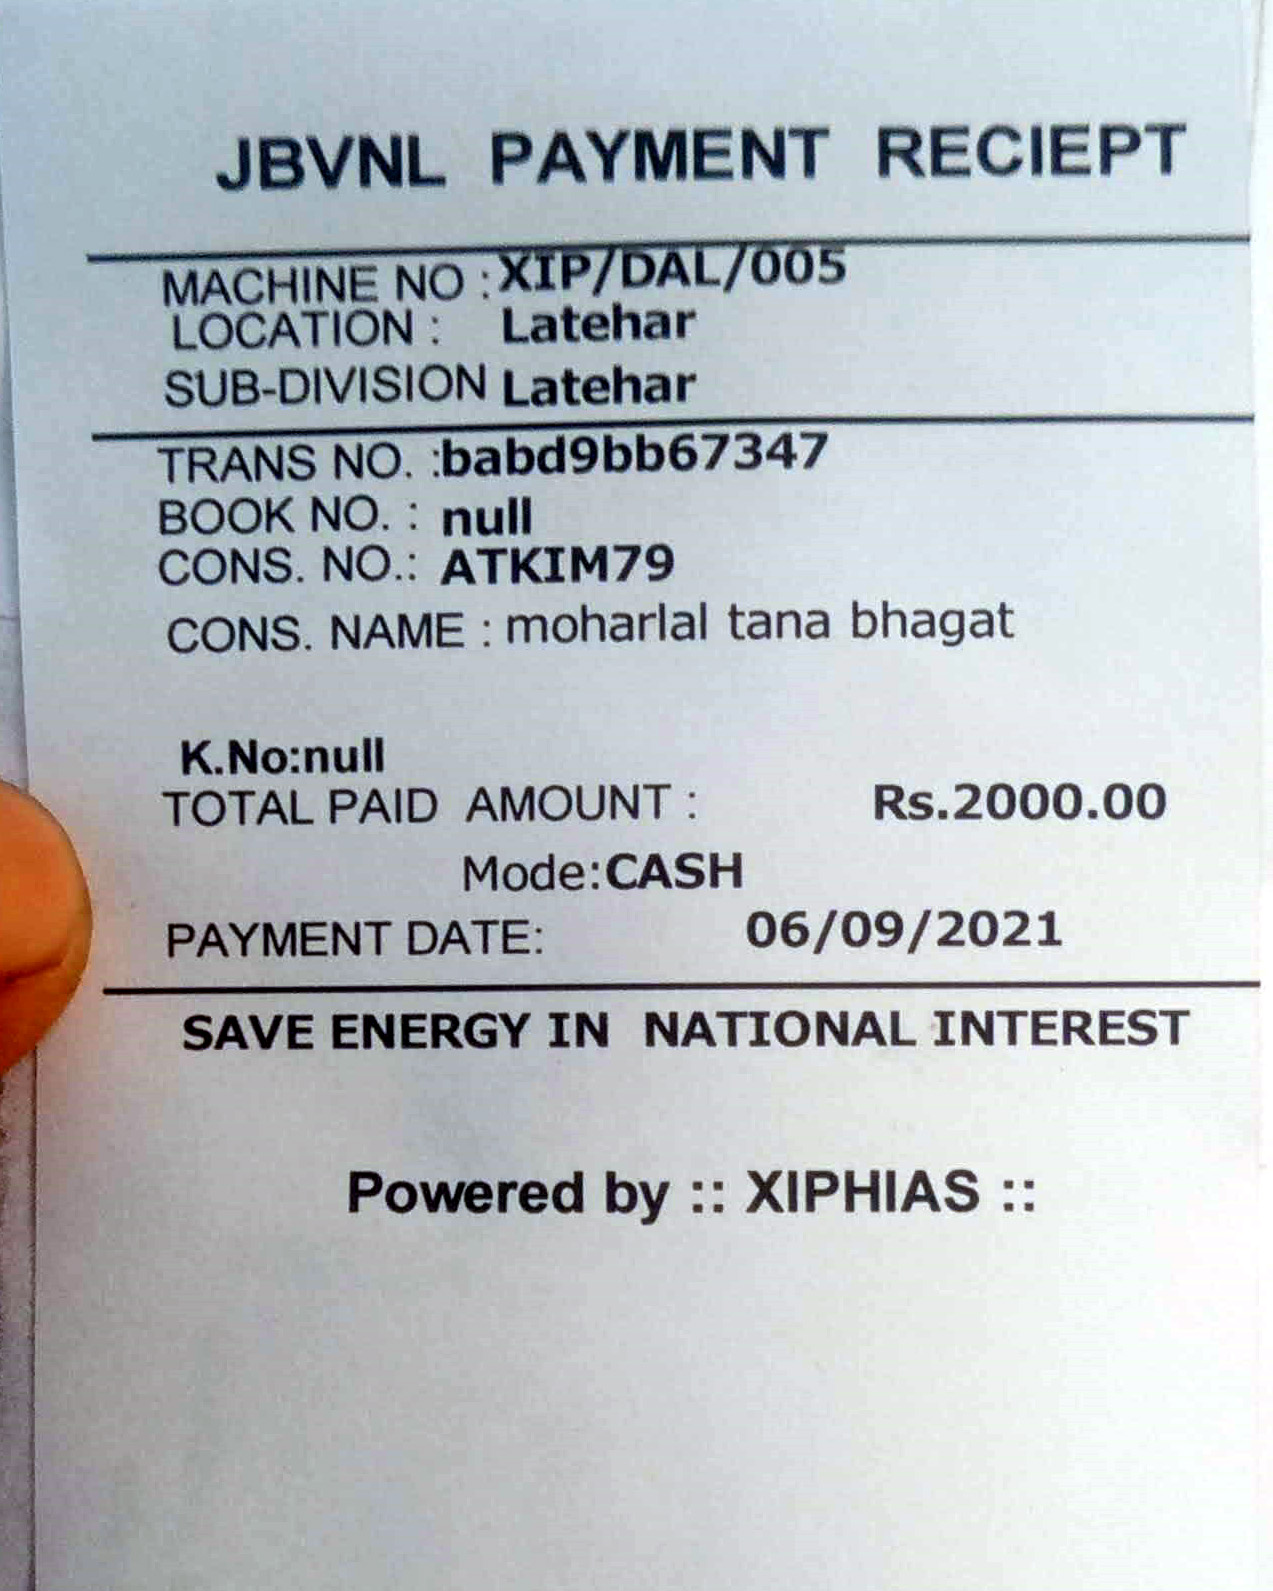 JBVNL PAYMENT RECIEPT
MACHINE NO : XIP/DAL/005
LOCATION : Latehar
SUB-DIVISION Latehar
TRANS NO. :babd9bb67347
BOOK NO. : null
CONS. NO.: ATKIM79
CONS. NAME : moharlal tana bhagat
K.No:null
TOTAL PAID AMOUNT : Rs.2000.00
Mode:CASH
PAYMENT DATE: 06/09/2021
SAVE ENERGY IN NATIONAL INTEREST
Powered by :: XIPHIAS ::